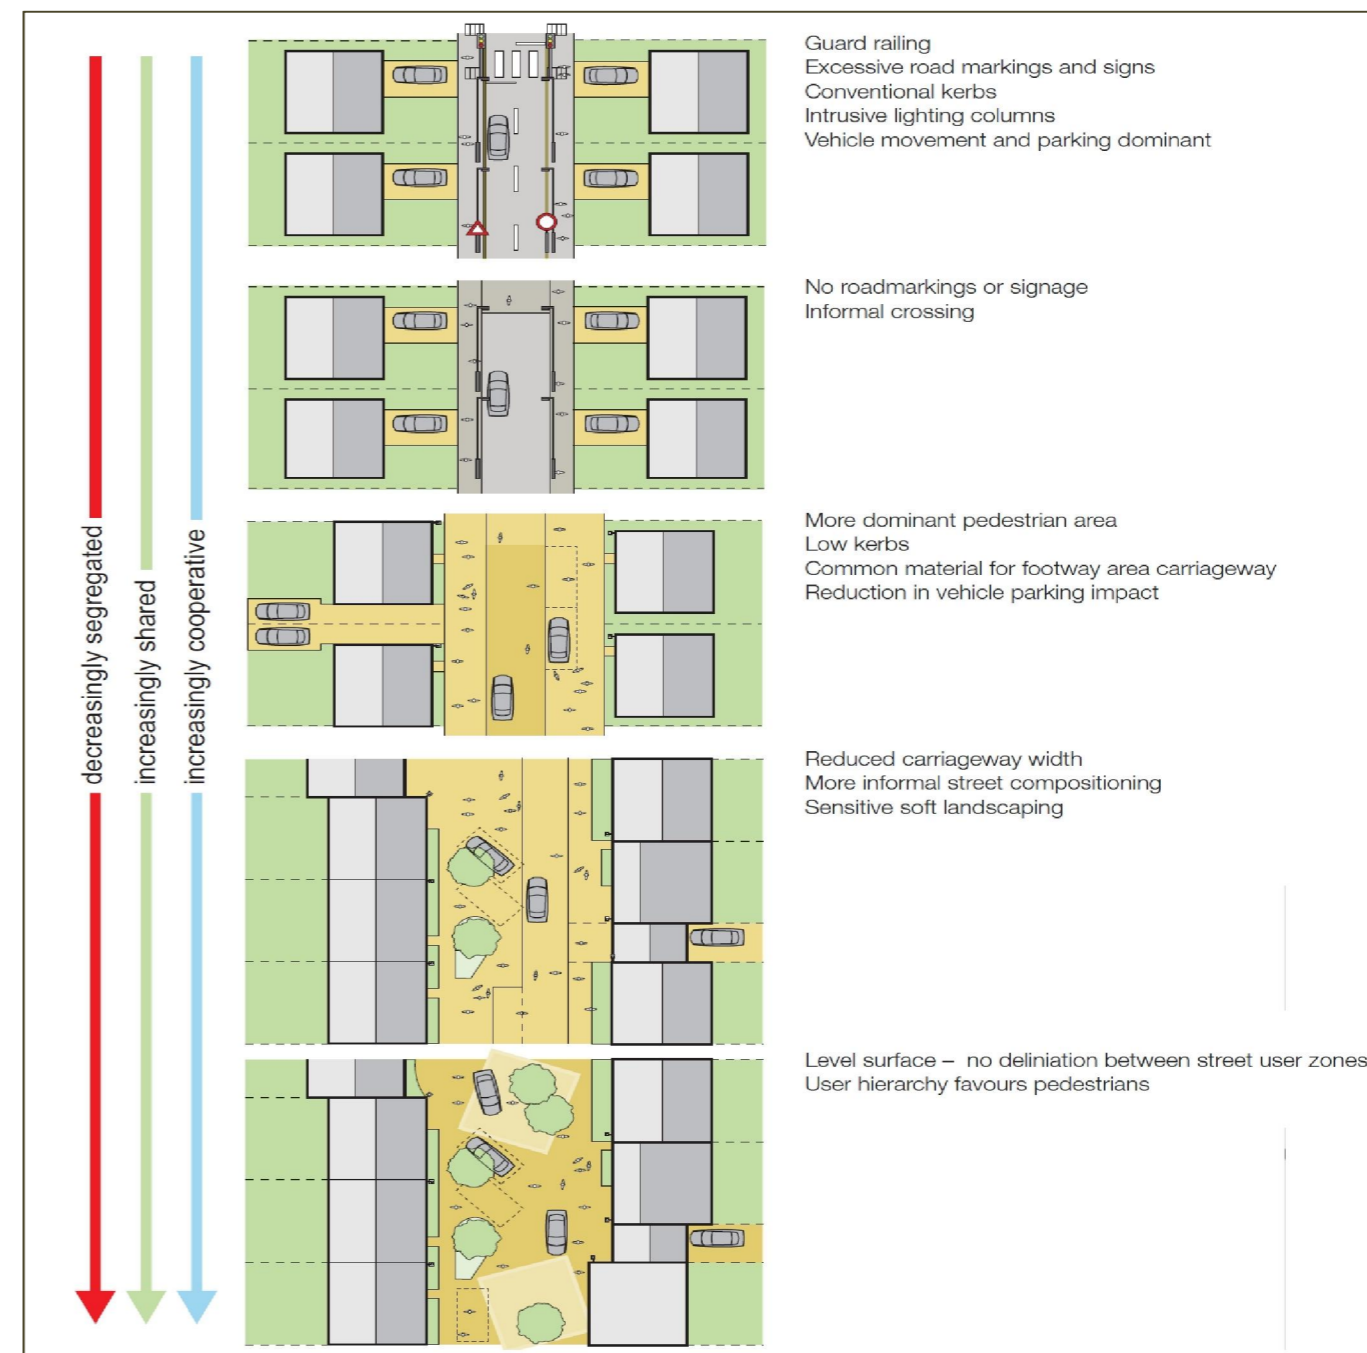 Guard railing
Excessive road markings and signs
Conventional kerbs
Intrusive lighting columns
Vehicle movement and parking dominant
No roadmarkings or signage
Informal crossing
More dominant pedestrian area
Low kerbs
Common material for footway area carriageway
Reduction in vehicle parking impact
decreasingly segregated
increasingly shared
increasingly cooperative
Reduced carriageway width
More informal street compositioning
Sensitive soft landscaping
Level surface – no deliniation between street user zones
User hierarchy favours pedestrians